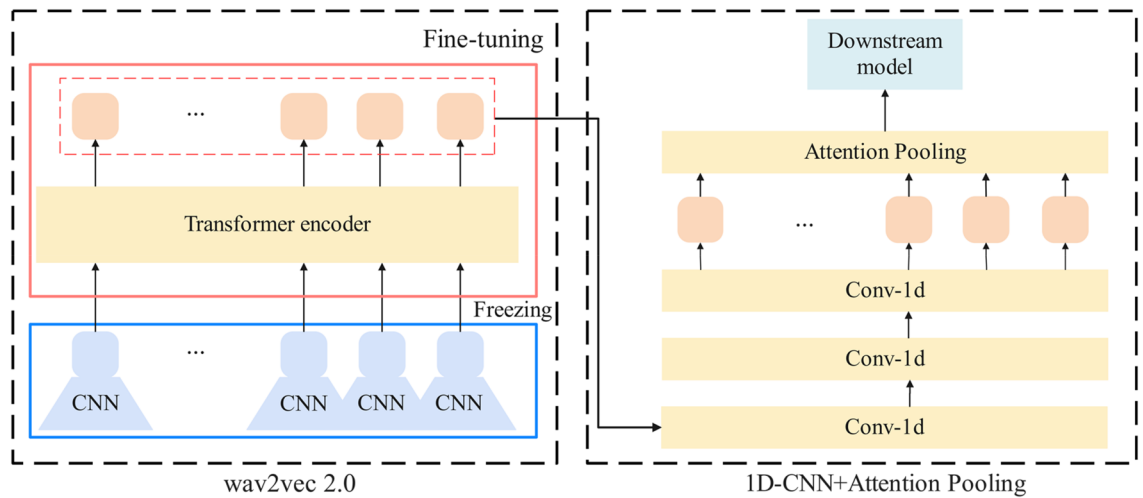 Fine-tuning
...
Transformer encoder
Freezing
...
CNN
CNN
CNN
CNN
wav2vec 2.0
Downstream
model
Attention Pooling
...
Conv-1d
Conv-1d
Conv-1d
1D-CNN+Attention Pooling